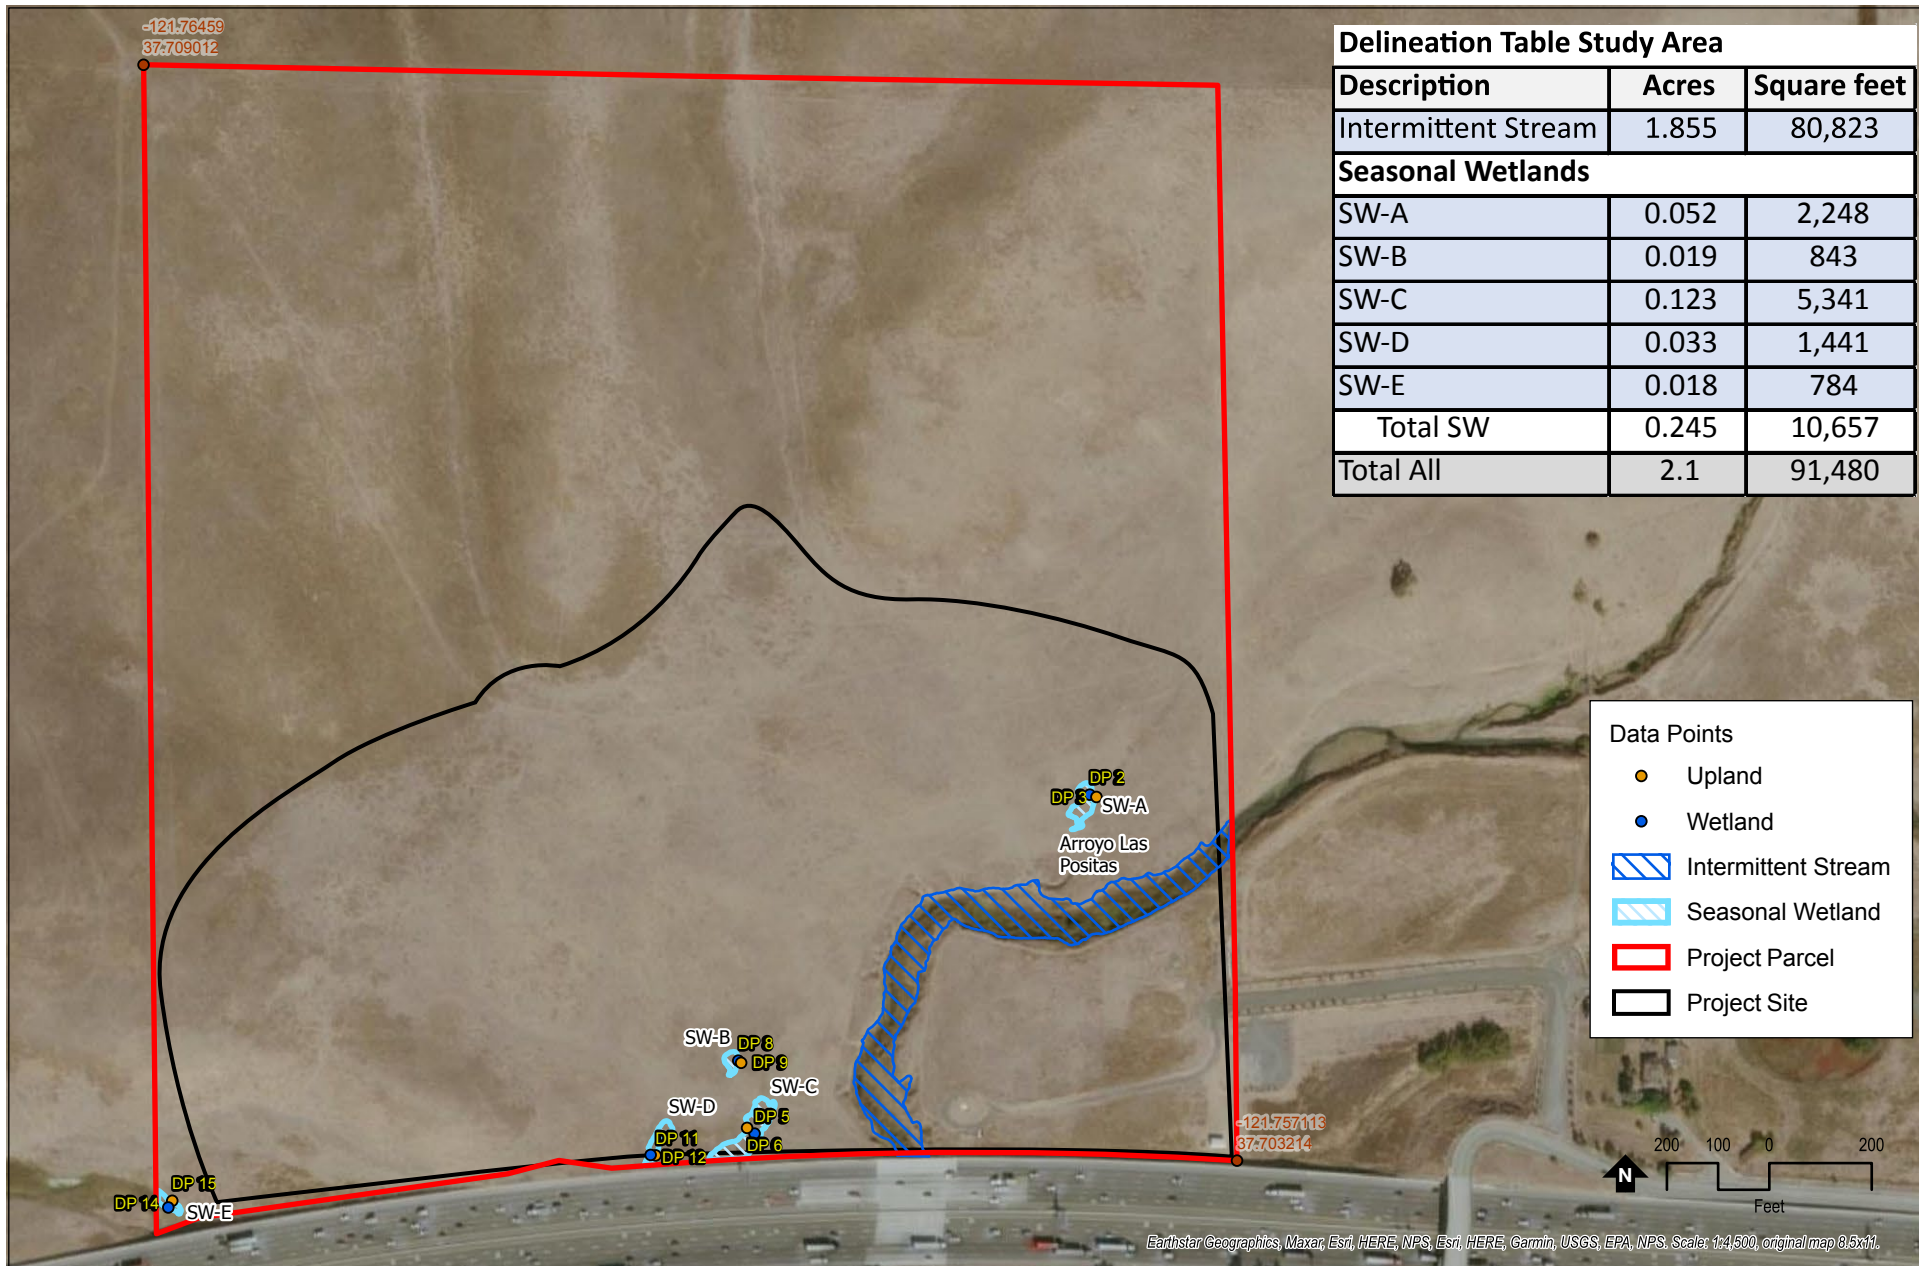 -121.76459
37.709012
Delineation Table Study Area
Description Acres Square feet
Intermittent Stream 1.855 80,823
Seasonal Wetlands
SW-A 0.052 2,248
SW-B 0.019 843
SW-C 0.123 5,341
SW-D 0.033 1,441
SW-E 0.018 784
Total SW 0.245 10,657
Total All 2.1 91,480
Data Points
Upland
Wetland
Intermittent Stream
Seasonal Wetland
Project Parcel
Project Site
DP 2
DP 3
SW-A
Arroyo Las
Positas
SW-B
DP 8
DP 9
SW-C
SW-D
DP 5
DP 6
DP 11
DP 12
-121.757113
37.703214
DP 15
DP 14
SW-E
N
200 100 0 200
Feet
Earthstar Geographics, Maxar, Esri, HERE, NPS, Esri, HERE, Garmin, USGS, EPA, NPS. Scale: 1:4,500, original map 8.5x11.